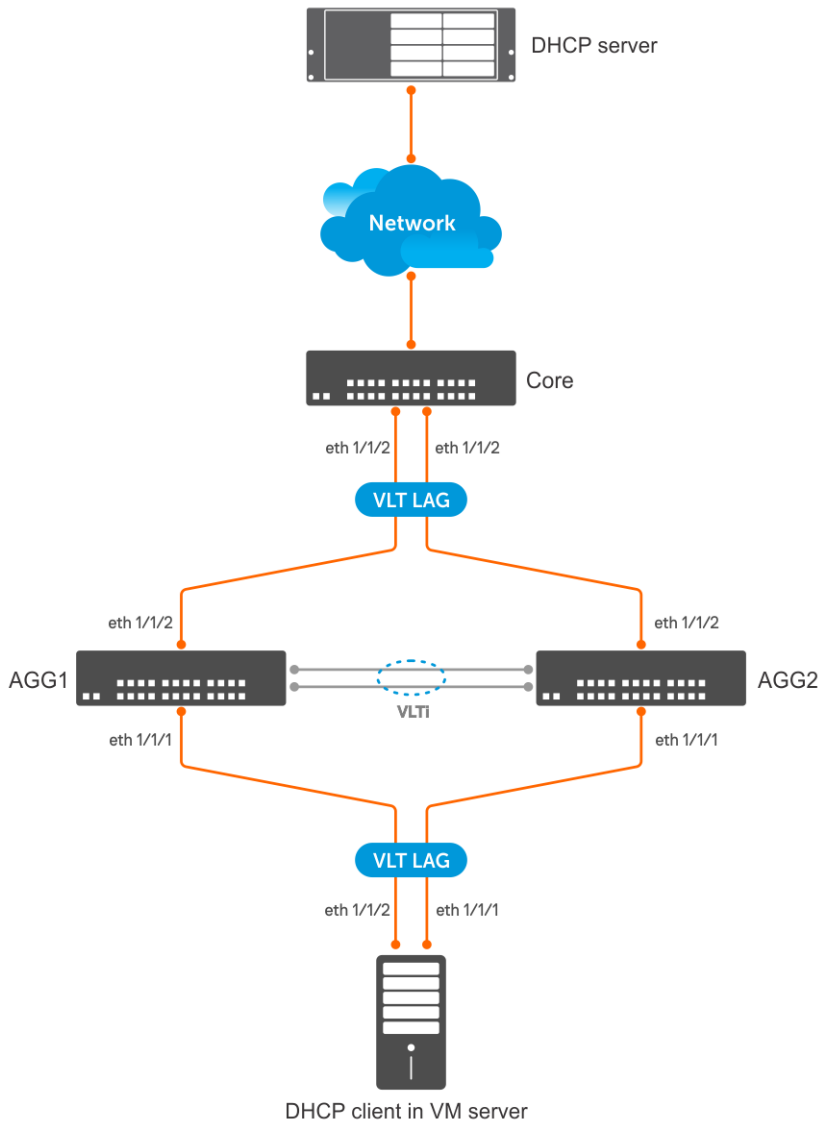 DHCP server
Network
Core
eth 1/1/2
eth 1/1/2
VLT LAG
eth 1/1/2
eth 1/1/2
AGG1
AGG2
VLTi
eth 1/1/1
eth 1/1/1
VLT LAG
eth 1/1/2
eth 1/1/1
DHCP client in VM server